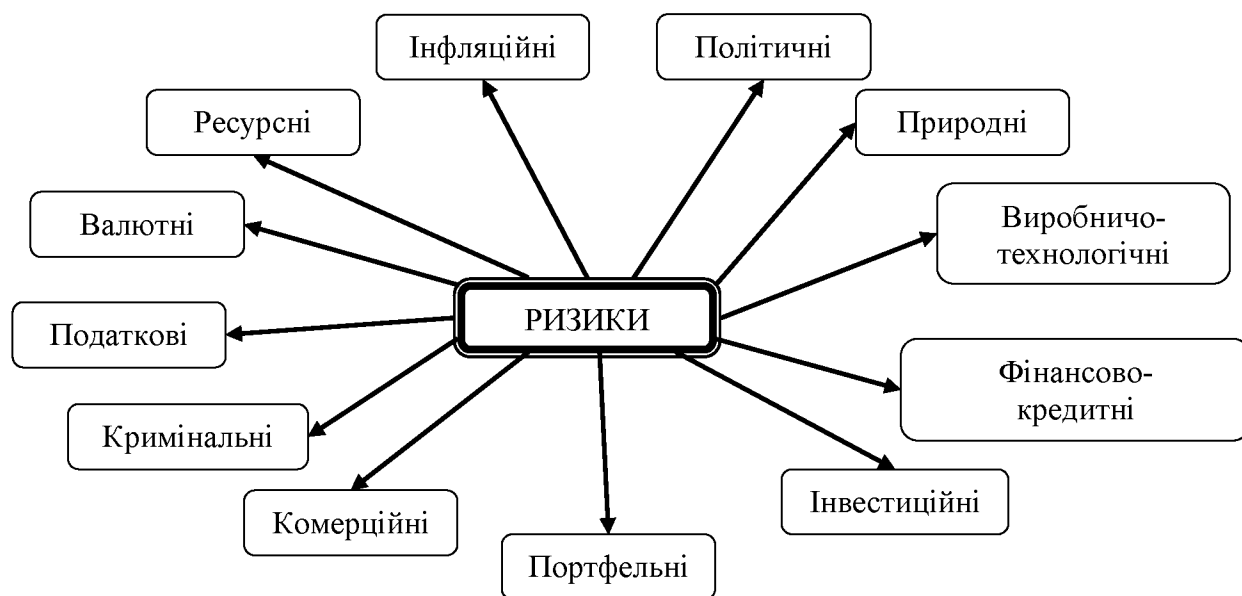 Інфляційні
Політичні
Ресурсні
Природні
Валютні
Виробничо-
технологічні
РИЗИКИ
Податкові
Фінансово-
кредитні
Кримінальні
Інвестиційні
Комерційні
Портфельні